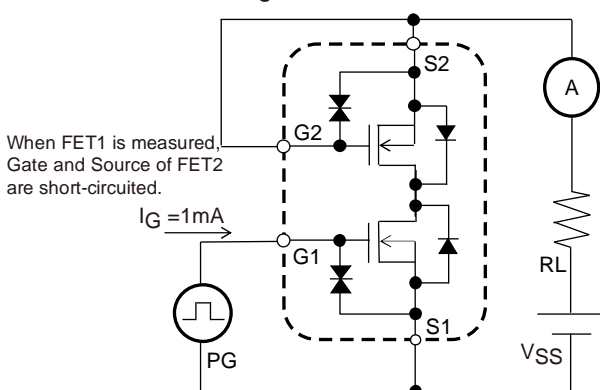 S2
A
G2
When FET1 is measured,
Gate and Source of FET2
are short-circuited.
IG =1mA
G1
RL
S1
VSS
PG